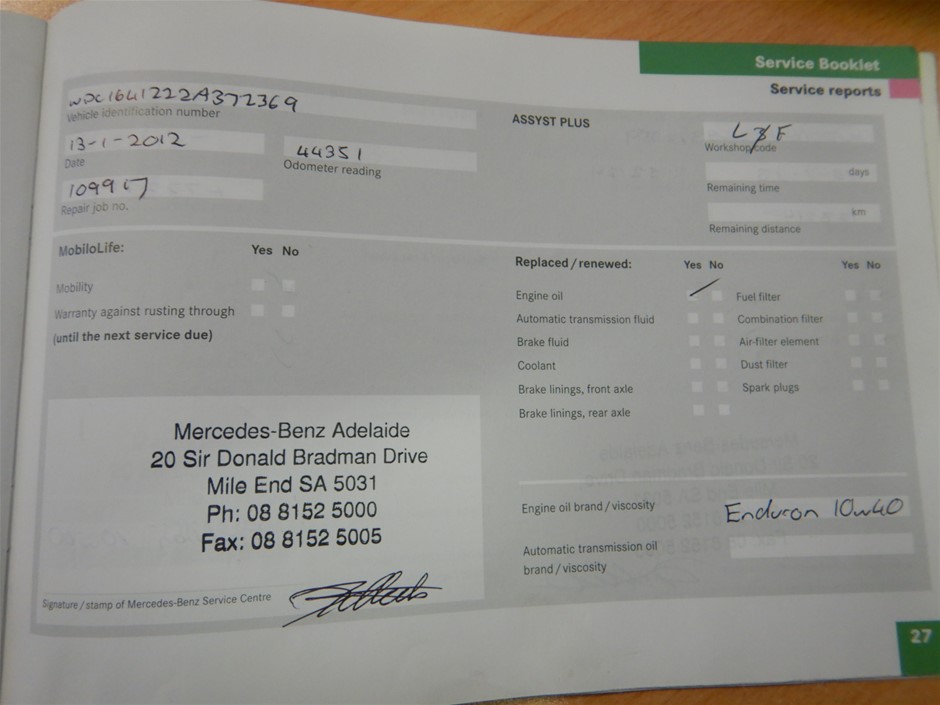 Service Booklet
Service reports
WDC1641222A372369
Vehicle identification number
13-1-2012
Date
44351
Odometer reading
109917
Repair job no.
ASSYST PLUS
Workshop code
days
Remaining time
km
Remaining distance
MobiloLife: Yes No
Mobility
Warranty against rusting through
(until the next service due)
Replaced / renewed: Yes No Yes No
Engine oil Fuel filter
Automatic transmission fluid Combination filter
Brake fluid Air-filter element
Coolant Dust filter
Brake linings, front axle Spark plugs
Brake linings, rear axle
Mercedes-Benz Adelaide
20 Sir Donald Bradman Drive
Mile End SA 5031
Ph: 08 8152 5000
Fax: 08 8152 5005
Signature / stamp of Mercedes-Benz Service Centre
Engine oil brand / viscosity Enduron 10w40
Automatic transmission oil
brand / viscosity
27